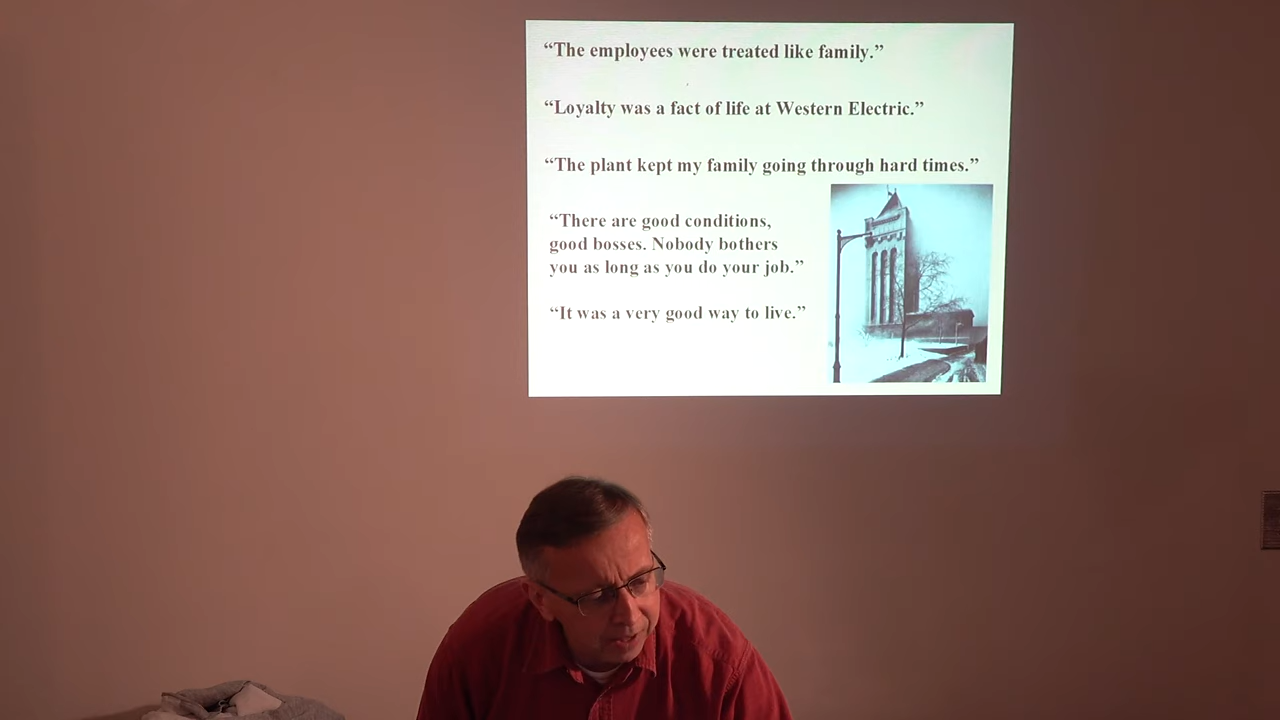 “The employees were treated like family.”
“Loyalty was a fact of life at Western Electric.”
“The plant kept my family going through hard times.”
“There are good conditions,
good bosses. Nobody bothers
you as long as you do your job.”
“It was a very good way to live.”